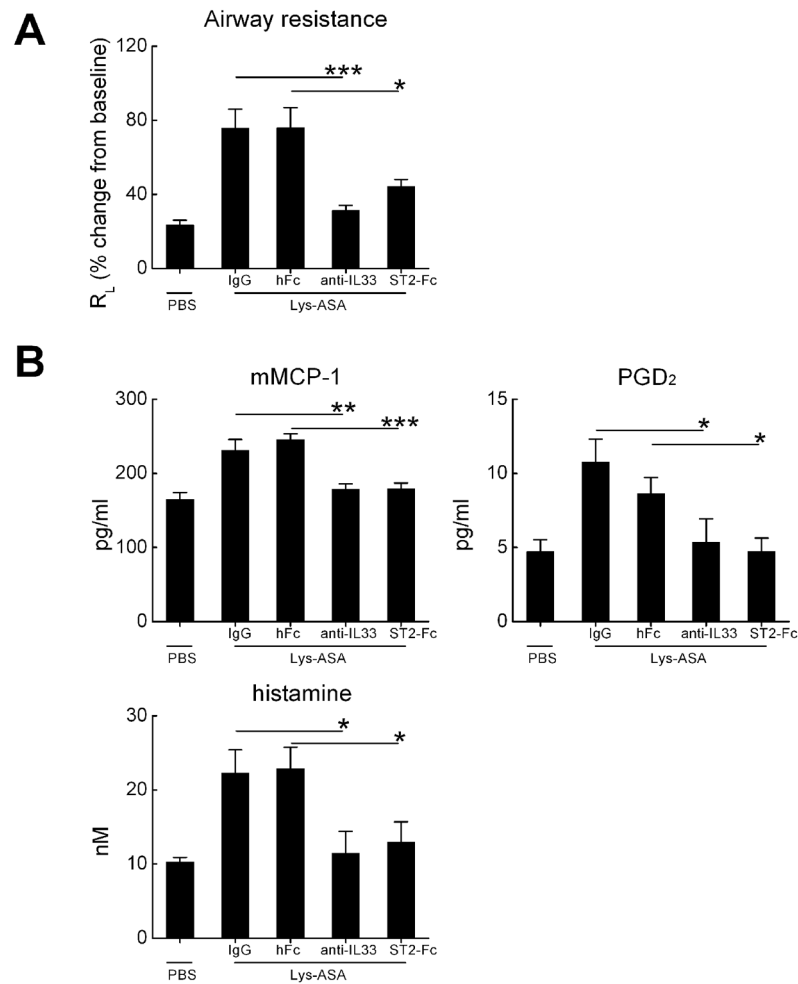 A
Airway resistance
R_L (% change from baseline)
120
80
40
0
***
*
IgG hFc anti-IL33 ST2-Fc
PBS Lys-ASA
B
mMCP-1
pg/ml
300
200
100
0
**
***
IgG hFc anti-IL33 ST2-Fc
PBS Lys-ASA
PGD₂
pg/ml
15
10
5
0
*
*
IgG hFc anti-IL33 ST2-Fc
PBS Lys-ASA
histamine
nM
30
20
10
0
*
*
IgG hFc anti-IL33 ST2-Fc
PBS Lys-ASA